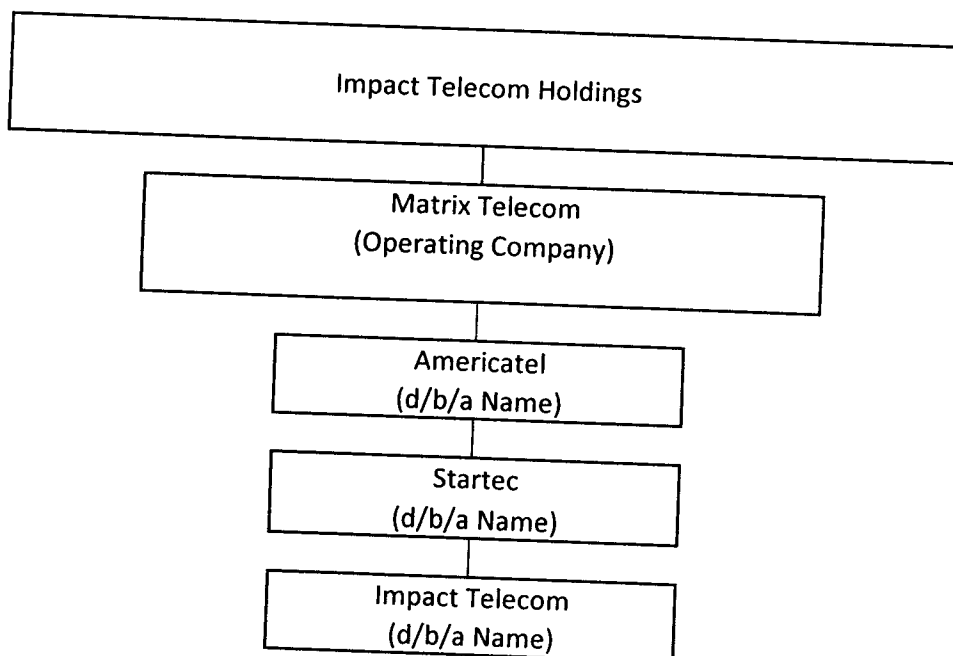 Impact Telecom Holdings
Matrix Telecom
(Operating Company)
Americatel
(d/b/a Name)
Startec
(d/b/a Name)
Impact Telecom
(d/b/a Name)